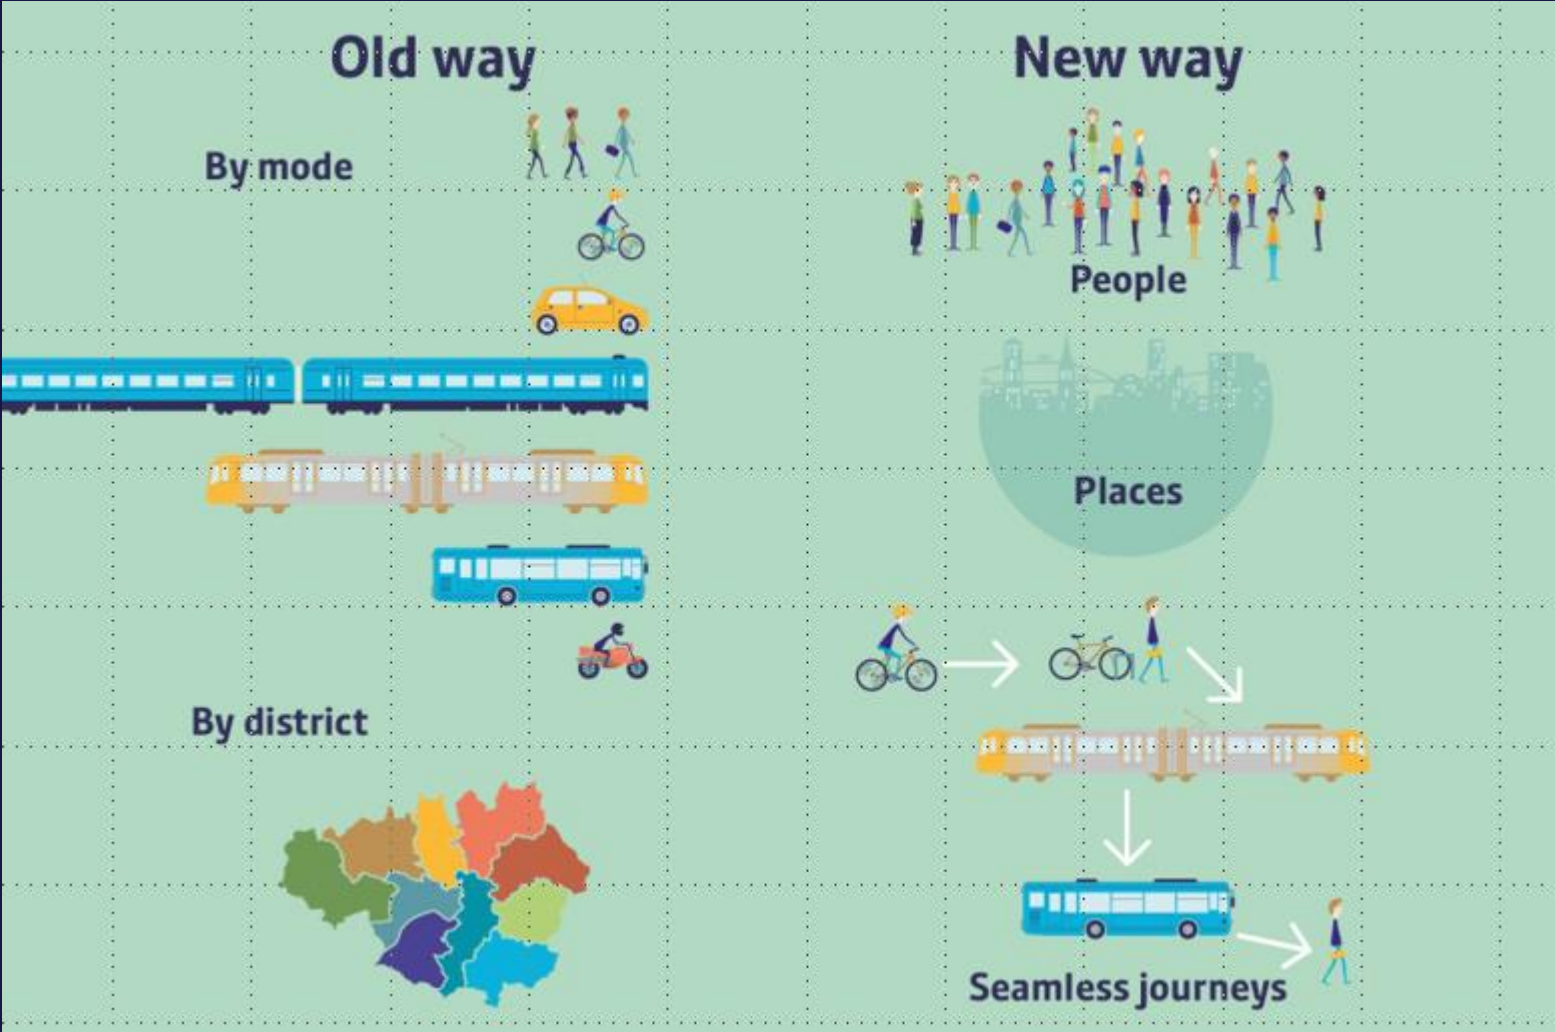 Old way
By mode
By district
New way
People
Places
Seamless journeys